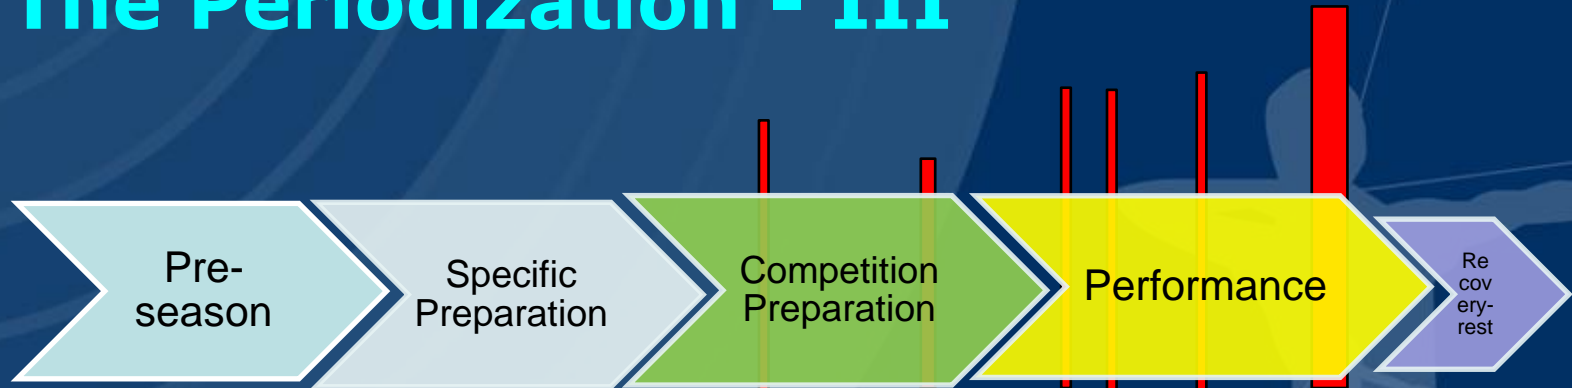 The Periodization - III
Pre-
season
Specific
Preparation
Competition
Preparation
Performance
Re
cov
ery-
rest